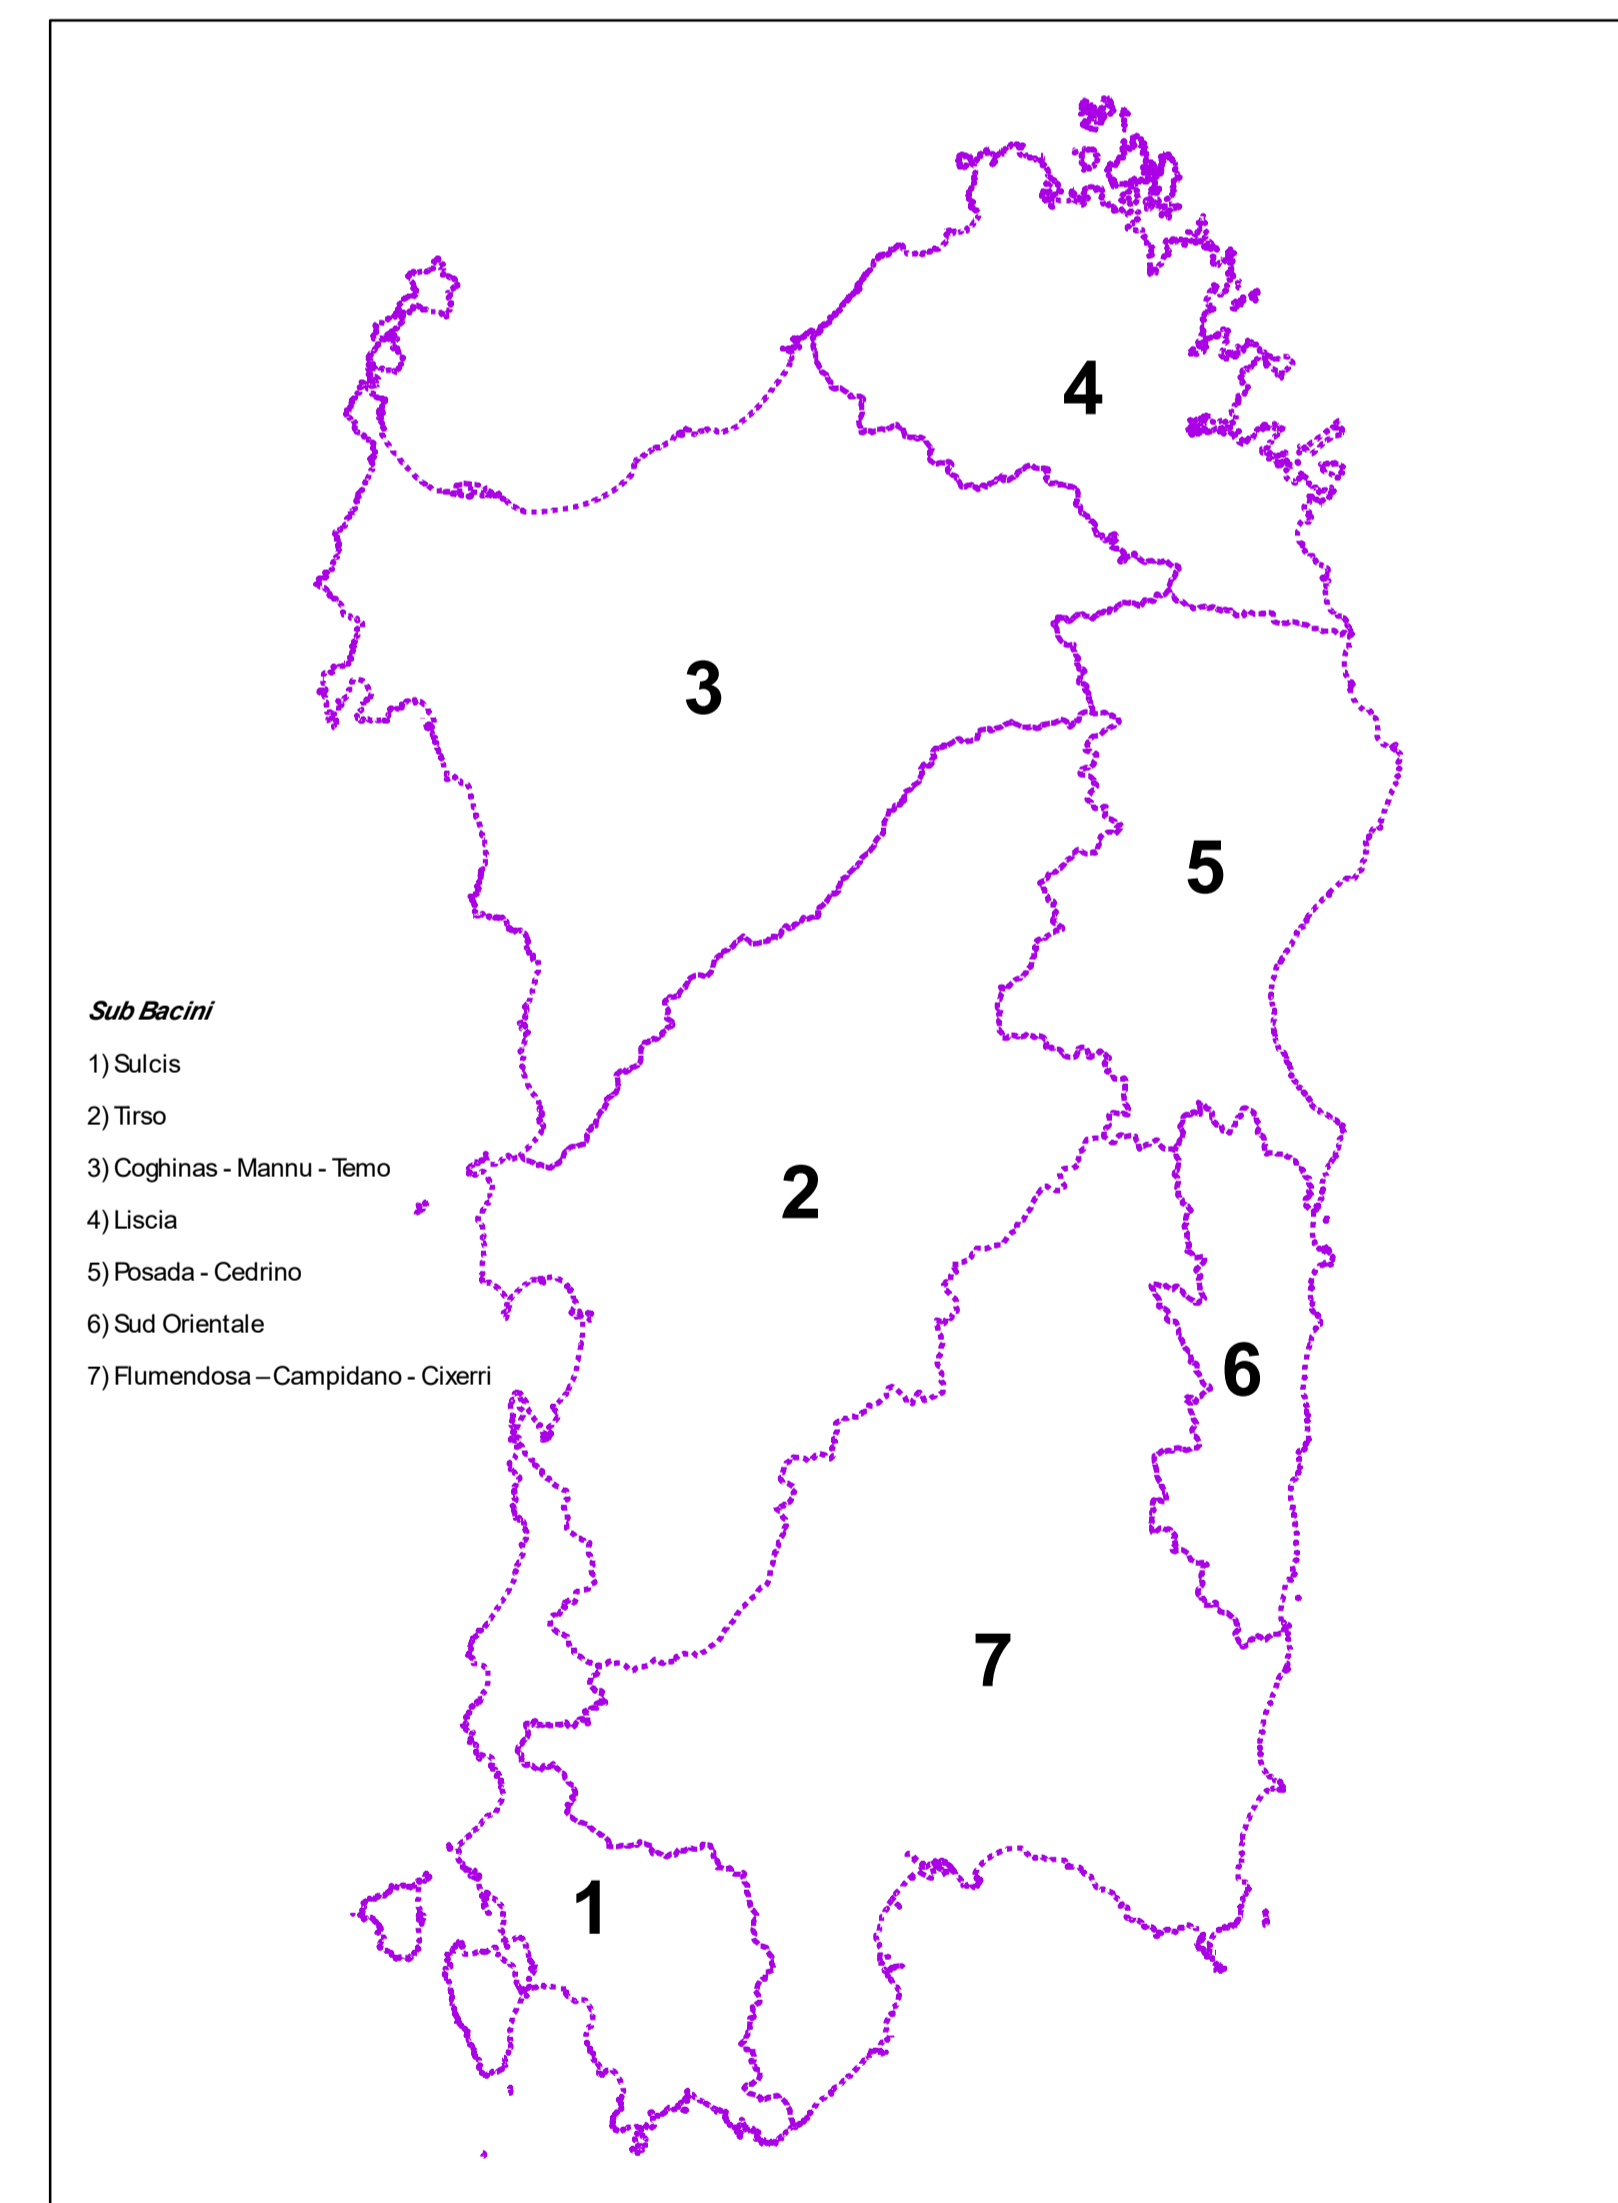 4
3
5
Sub Bacini
1) Sulcis
2) Tirso
3) Coghinas - Mannu - Temo
2
4) Liscia
5) Posada - Cedrino
6) Sud Orientale
6
7) Flumendosa – Campidano - Cixerri
7
1